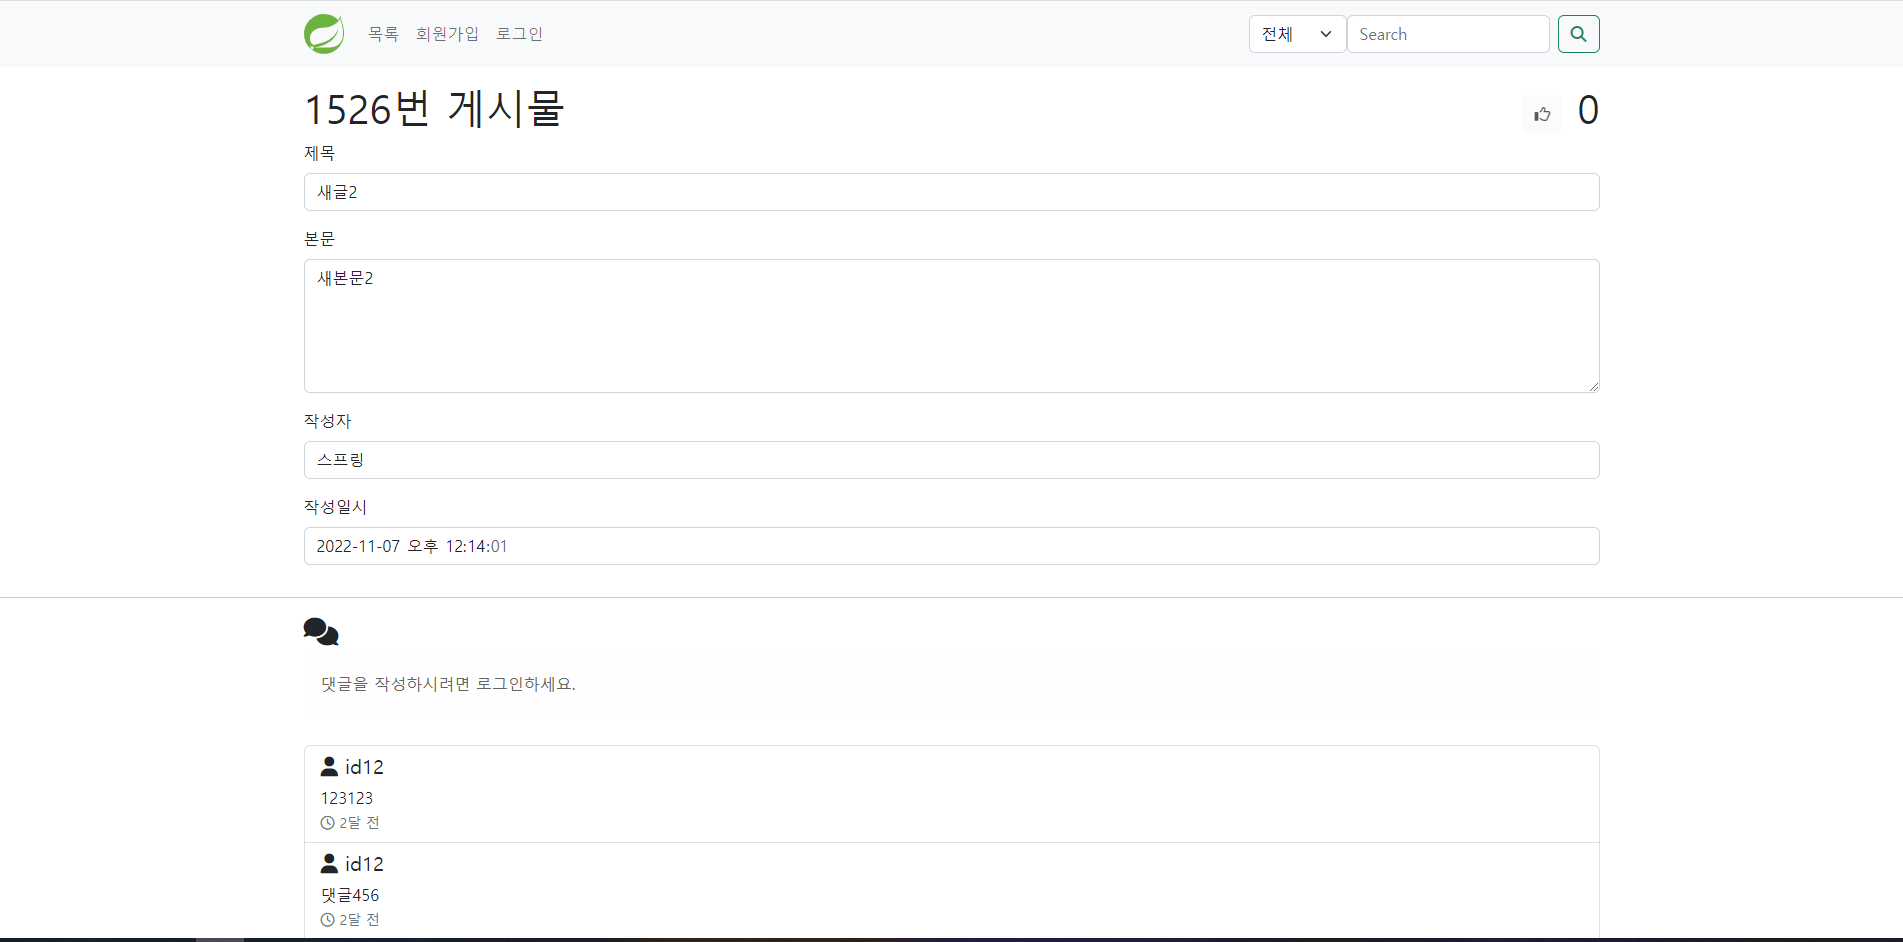 목록 회원가입 로그인 전체 Search
1526번 게시물 0
제목
새글2
본문
새본문2
작성자
스프링
작성일시
2022-11-07 오후 12:14:01
댓글을 작성하시려면 로그인하세요.
id12
123123
2달 전
id12
댓글456
2달 전